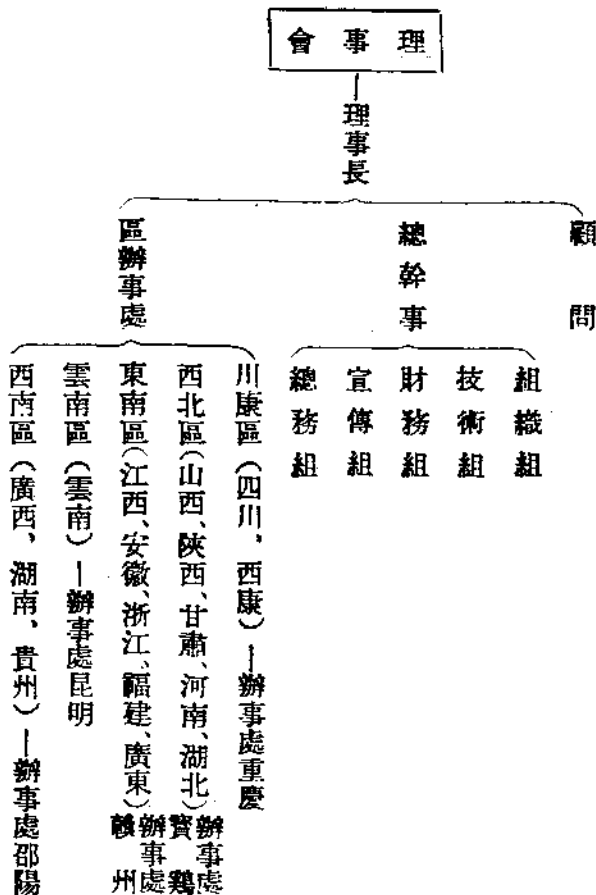 理事會
理事長
顧問
總幹事
區辦事處
組織組
技術組
財務組
宣傳組
總務組
川康區（四川、西康）—辦事處重慶
西北區（山西、陝西、甘肅、河南、湖北）辦事處寶鷄
東南區（江西、安徽、浙江、福建、廣東）辦事處贛州
雲南區（雲南）—辦事處昆明
西南區（廣西、湖南、貴州）—辦事處邵陽